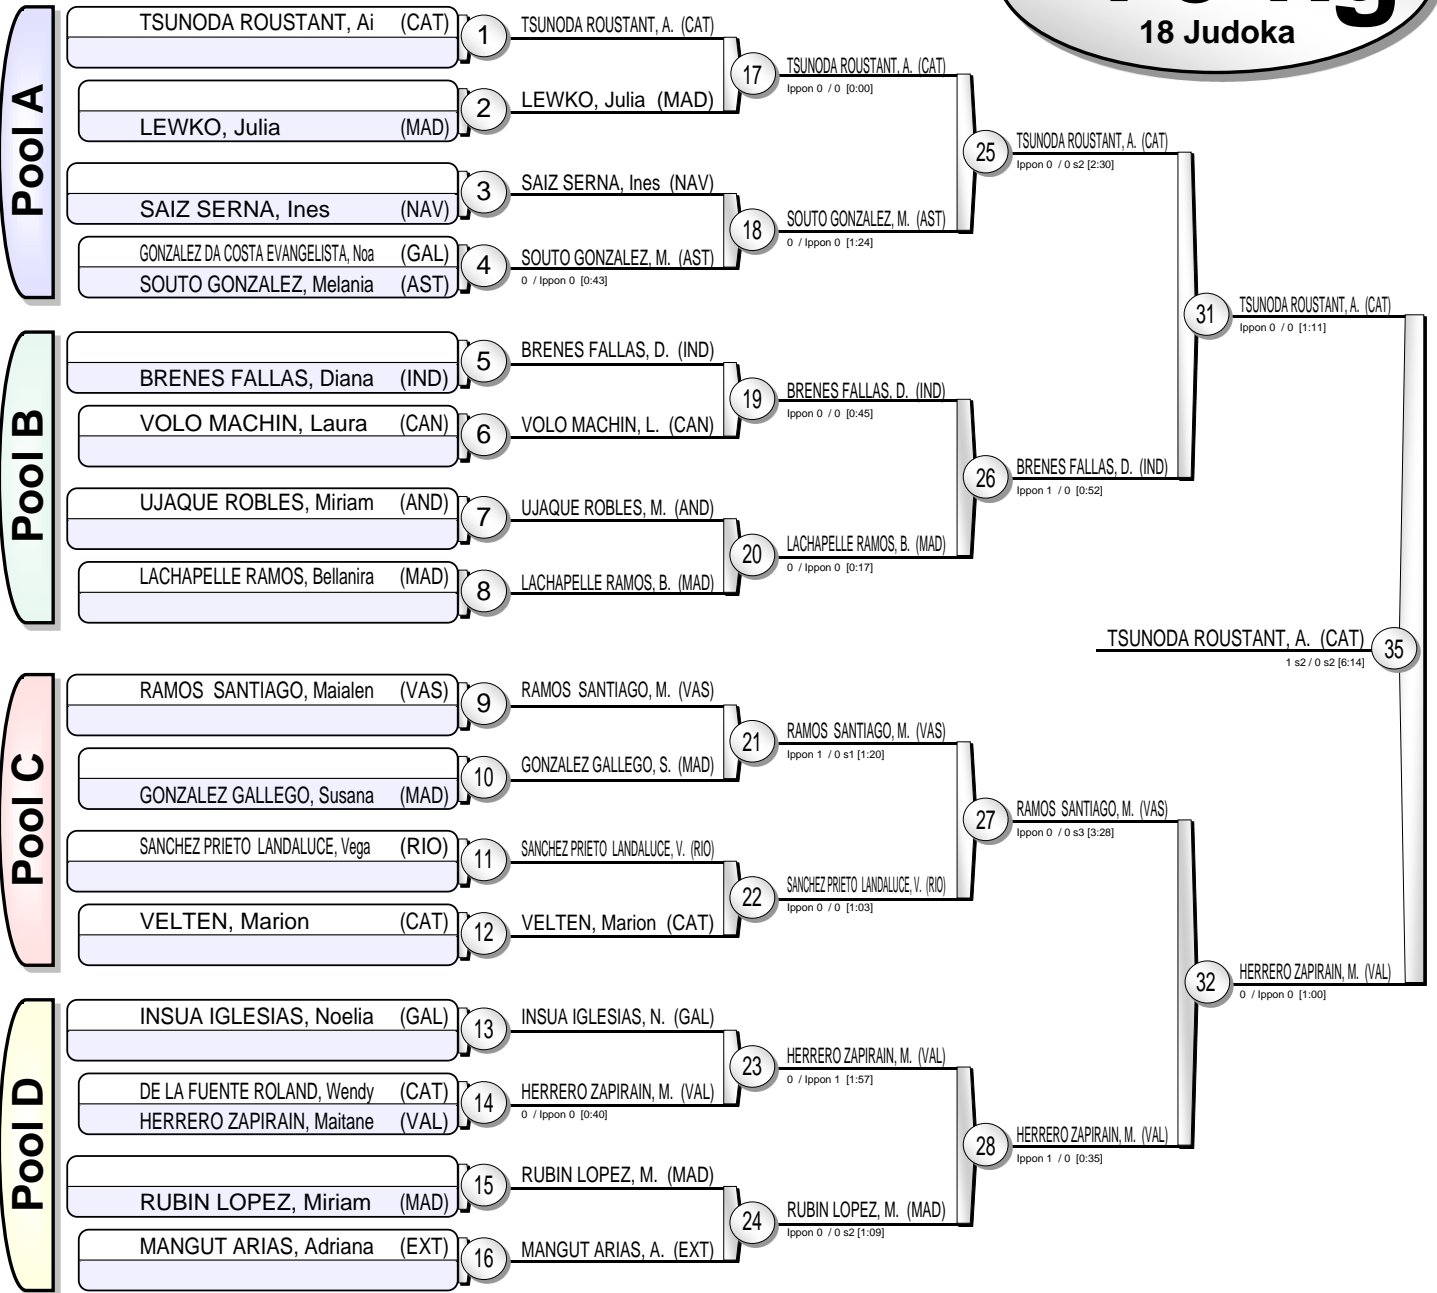 18 Judoka
Pool A
TSUNODA ROUSTANT, Ai (CAT)
1
LEWKO, Julia (MAD)
2
SAIZ SERNA, Ines (NAV)
3
GONZALEZ DA COSTA EVANGELISTA, Noa (GAL)
SOUTO GONZALEZ, Melania (AST)
4
Pool B
BRENES FALLAS, Diana (IND)
5
VOLO MACHIN, Laura (CAN)
6
UJAQUE ROBLES, Miriam (AND)
7
LACHAPELLE RAMOS, Bellanira (MAD)
8
Pool C
RAMOS SANTIAGO, Maialen (VAS)
9
GONZALEZ GALLEGO, Susana (MAD)
10
SANCHEZ PRIETO LANDALUCE, Vega (RIO)
11
VELTEN, Marion (CAT)
12
Pool D
INSUA IGLESIAS, Noelia (GAL)
13
DE LA FUENTE ROLAND, Wendy (CAT)
HERRERO ZAPIRAIN, Maitane (VAL)
14
RUBIN LOPEZ, Miriam (MAD)
15
MANGUT ARIAS, Adriana (EXT)
16
TSUNODA ROUSTANT, A. (CAT)
LEWKO, Julia (MAD)
17
SAIZ SERNA, Ines (NAV)
SOUTO GONZALEZ, M. (AST)
0 / Ippon 0 [0:43]
18
BRENES FALLAS, D. (IND)
VOLO MACHIN, L. (CAN)
19
UJAQUE ROBLES, M. (AND)
LACHAPELLE RAMOS, B. (MAD)
20
RAMOS SANTIAGO, M. (VAS)
GONZALEZ GALLEGO, S. (MAD)
21
SANCHEZ PRIETO LANDALUCE, V. (RIO)
VELTEN, Marion (CAT)
22
INSUA IGLESIAS, N. (GAL)
HERRERO ZAPIRAIN, M. (VAL)
0 / Ippon 0 [0:40]
23
RUBIN LOPEZ, M. (MAD)
MANGUT ARIAS, A. (EXT)
24
TSUNODA ROUSTANT, A. (CAT)
Ippon 0 / 0 [0:00]
SOUTO GONZALEZ, M. (AST)
0 / Ippon 0 [1:24]
25
BRENES FALLAS, D. (IND)
Ippon 0 / 0 [0:45]
LACHAPELLE RAMOS, B. (MAD)
0 / Ippon 0 [0:17]
26
RAMOS SANTIAGO, M. (VAS)
Ippon 1 / 0 s1 [1:20]
SANCHEZ PRIETO LANDALUCE, V. (RIO)
Ippon 0 / 0 [1:03]
27
HERRERO ZAPIRAIN, M. (VAL)
0 / Ippon 1 [1:57]
RUBIN LOPEZ, M. (MAD)
Ippon 0 / 0 s2 [1:09]
28
TSUNODA ROUSTANT, A. (CAT)
Ippon 0 / 0 s2 [2:30]
BRENES FALLAS, D. (IND)
Ippon 1 / 0 [0:52]
31
RAMOS SANTIAGO, M. (VAS)
Ippon 0 / 0 s3 [3:28]
HERRERO ZAPIRAIN, M. (VAL)
Ippon 1 / 0 [0:35]
32
TSUNODA ROUSTANT, A. (CAT)
Ippon 0 / 0 [1:11]
HERRERO ZAPIRAIN, M. (VAL)
0 / Ippon 0 [1:00]
TSUNODA ROUSTANT, A. (CAT)
1 s2 / 0 s2 [6:14]
35